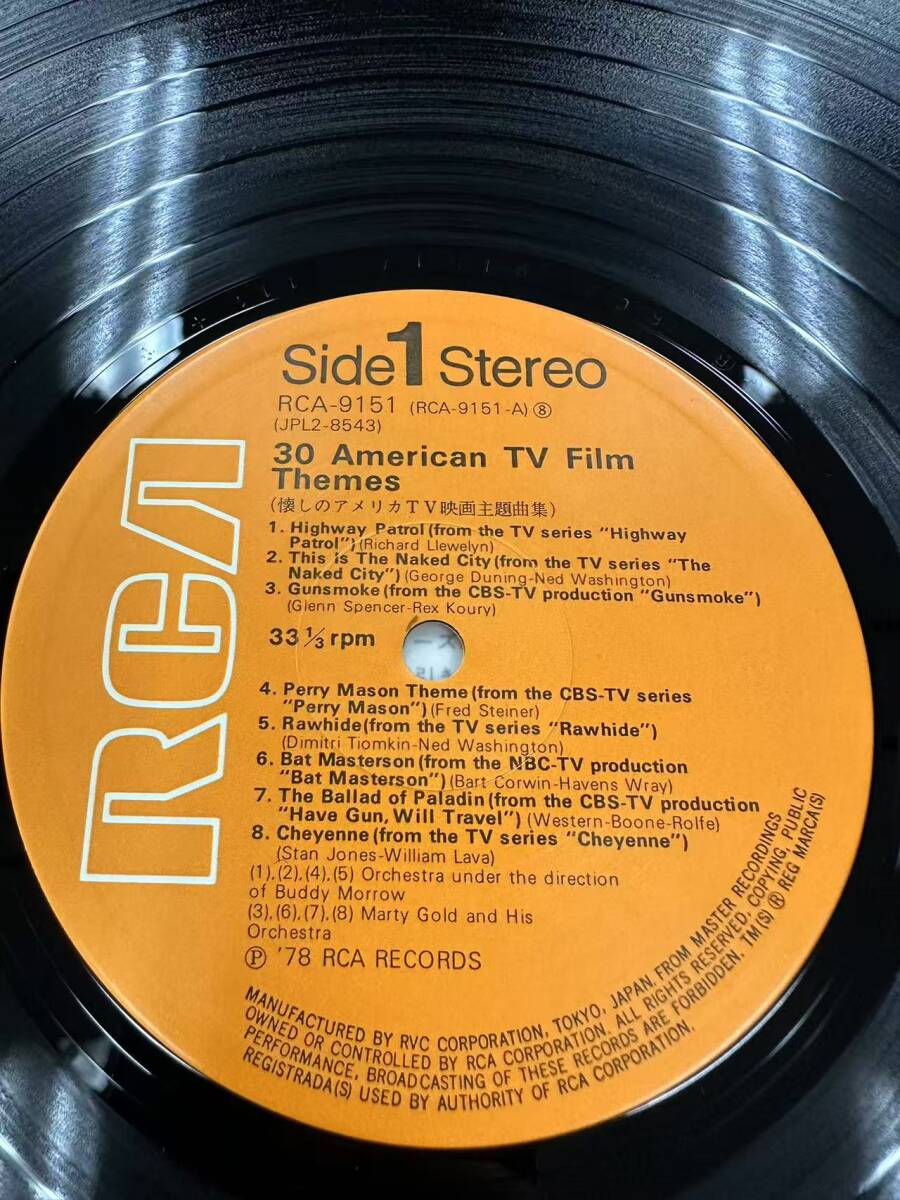 Side 1 Stereo
RCA-9151 (RCA-9151-A) ⑧
(JPL2-8543)
30 American TV Film
Themes
(懐しのアメリカTV映画主題曲集)
1. Highway Patrol (from the TV series "Highway
Patrol") (Richard Llewelyn)
2. This Is The Naked City (from the TV series "The
Naked City") (George Duning-Ned Washington)
3. Gunsmoke (from the CBS-TV production "Gunsmoke")
(Glenn Spencer-Rex Koury)
33 1/3 rpm
4. Perry Mason Theme (from the CBS-TV series
"Perry Mason") (Fred Steiner)
5. Rawhide (from the TV series "Rawhide")
(Dimitri Tiomkin-Ned Washington)
6. Bat Masterson (from the NBC-TV production
"Bat Masterson") (Bart Corwin-Havens Wray)
7. The Ballad of Paladin (from the CBS-TV production
"Have Gun, Will Travel") (Western-Boone-Rolfe)
8. Cheyenne (from the TV series "Cheyenne")
(Stan Jones-William Lava)
(1),(2),(4),(5) Orchestra under the direction
of Buddy Morrow
(3),(6),(7),(8) Marty Gold and His
Orchestra
Ⓟ '78 RCA RECORDS
RCA
MANUFACTURED BY RVC CORPORATION, TOKYO, JAPAN, FROM MASTER RECORDINGS
OWNED OR CONTROLLED BY RCA CORPORATION. ALL RIGHTS RESERVED. COPYING, PUBLIC
PERFORMANCE, BROADCASTING OF THESE RECORDS ARE FORBIDDEN. TM(S) ® REG MARCA(S)
REGISTRADA(S) USED BY AUTHORITY OF RCA CORPORATION.